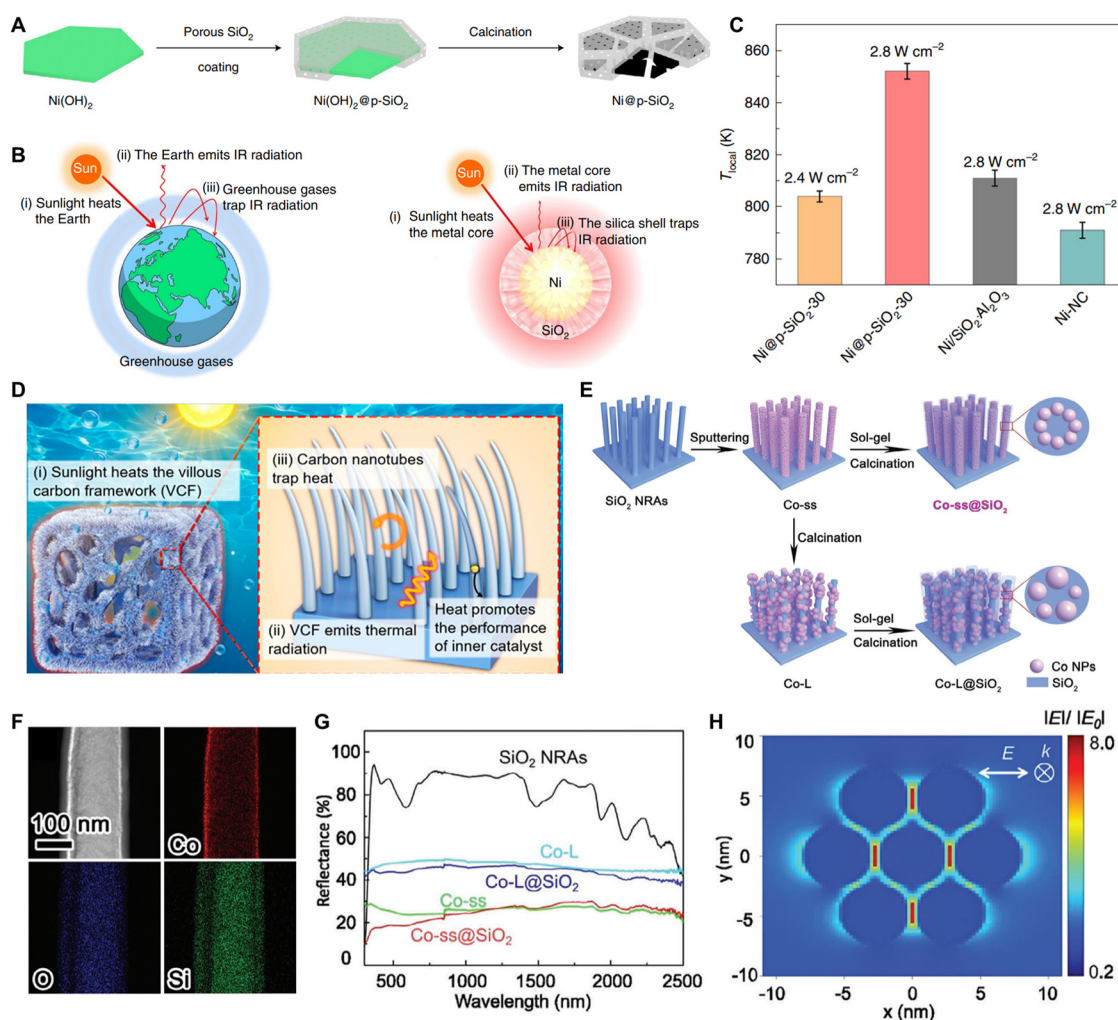 A
Ni(OH)₂
Porous SiO₂
coating
Ni(OH)₂@p-SiO₂
Calcination
Ni@p-SiO₂
B
Sun
(ii) The Earth emits IR radiation
(i) Sunlight heats
the Earth
(iii) Greenhouse gases
trap IR radiation
Greenhouse gases
Sun
(ii) The metal core
emits IR radiation
(i) Sunlight heats
the metal core
(iii) The silica shell traps
IR radiation
Ni
SiO₂
C
T_local (K)
860
840
820
800
780
2.4 W cm⁻²
2.8 W cm⁻²
2.8 W cm⁻²
2.8 W cm⁻²
Ni@p-SiO₂-30
Ni@p-SiO₂-30
Ni/SiO₂·Al₂O₃
Ni-NC
D
(i) Sunlight heats the villous
carbon framework (VCF)
(iii) Carbon nanotubes
trap heat
(ii) VCF emits thermal
radiation
Heat promotes
the performance
of inner catalyst
E
SiO₂ NRAs
Sputtering
Co-ss
Sol-gel
Calcination
Co-ss@SiO₂
Calcination
Co-L
Sol-gel
Calcination
Co-L@SiO₂
Co NPs
SiO₂
F
100 nm
Co
O
Si
G
Reflectance (%)
100
80
60
40
20
0
SiO₂ NRAs
Co-L
Co-L@SiO₂
Co-ss
Co-ss@SiO₂
500
1000
1500
2000
2500
Wavelength (nm)
H
|E|/ |E₀|
8.0
0.2
E
k
y (nm)
10
5
0
-5
-10
-10
-5
0
5
10
x (nm)